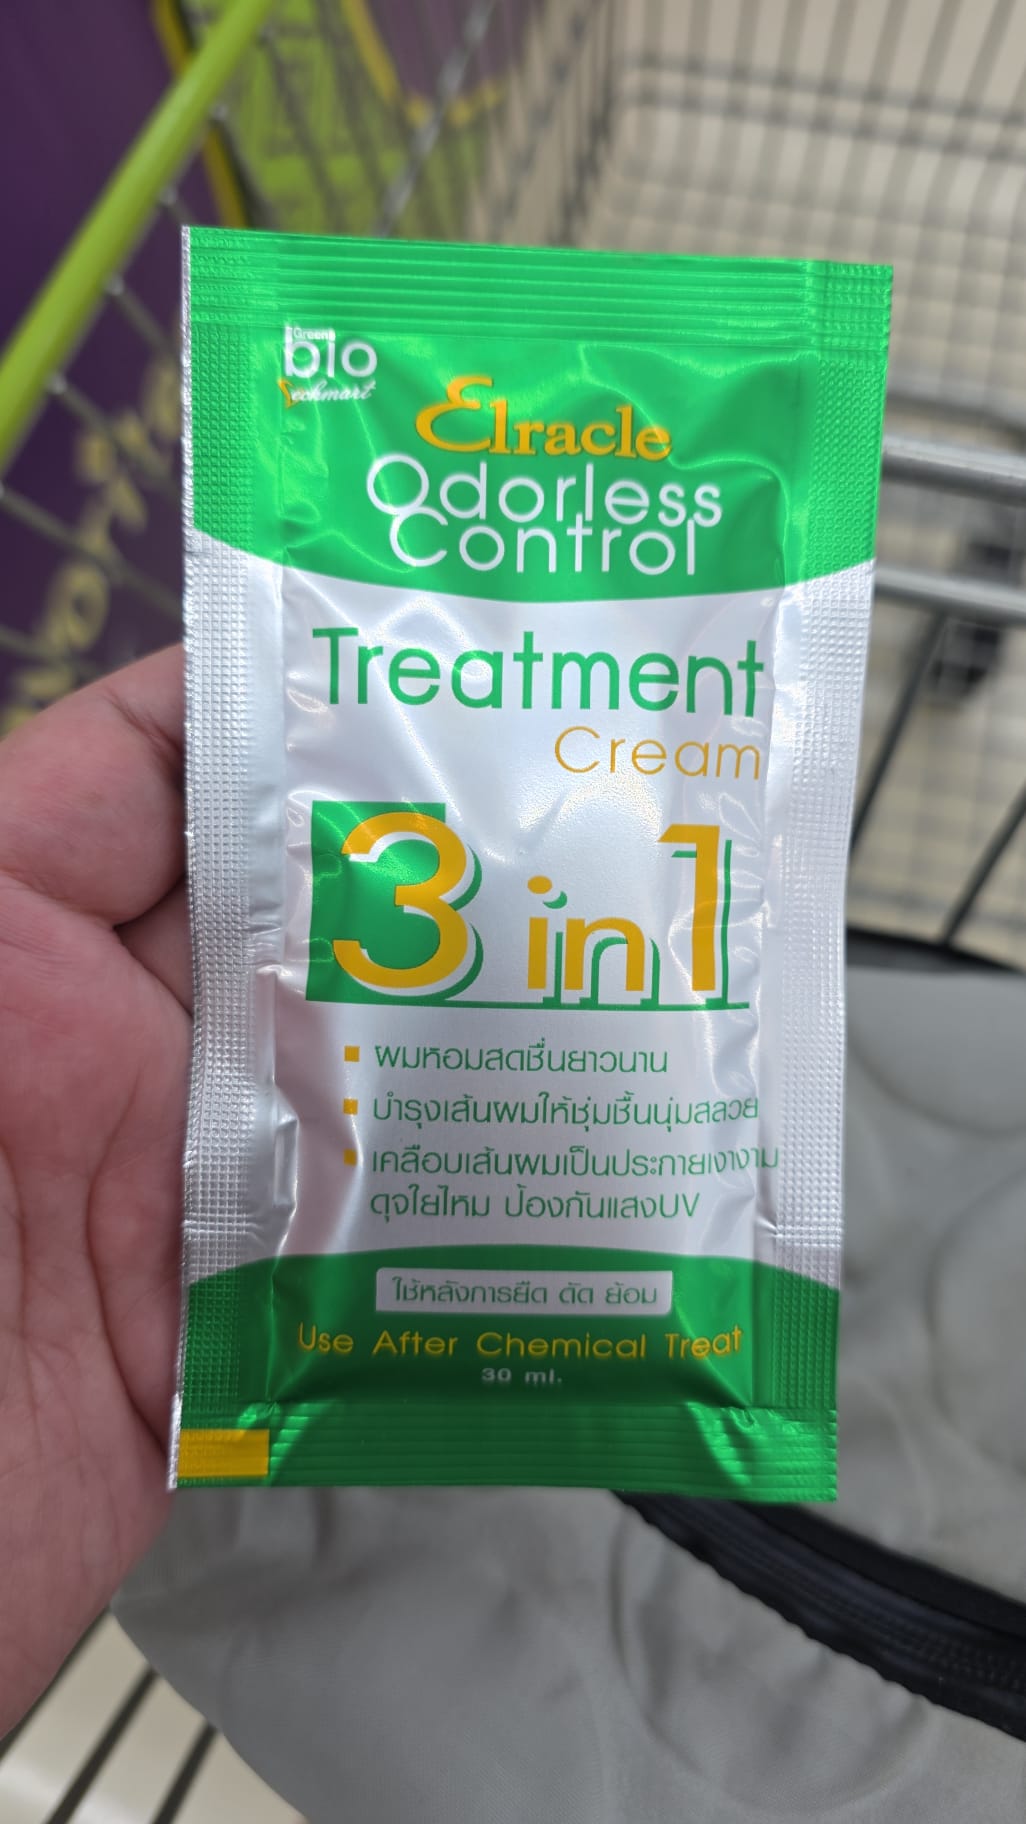 Green
bio
Elracle
Odorless
Control
Treatment
Cream
3 in 1
ผมหอมสดชื่นยาวนาน
บำรุงเส้นผมให้ชุ่มชื้นนุ่มสลวย
เคลือบเส้นผมเป็นประกายเงางาม
ดุจใยไหม ป้องกันแสงUV
ใช้หลังการยืด ดัด ย้อม
Use After Chemical Treat
30 ml.